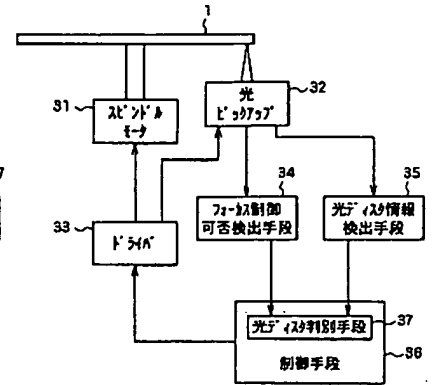 1
31
スピンドル
モータ
光
ピックアップ
32
34
35
7
33
ドライバ
フォーカス制御
可否検出手段
光ディスク情報
検出手段
光ディスク判別手段
37
制御手段
36